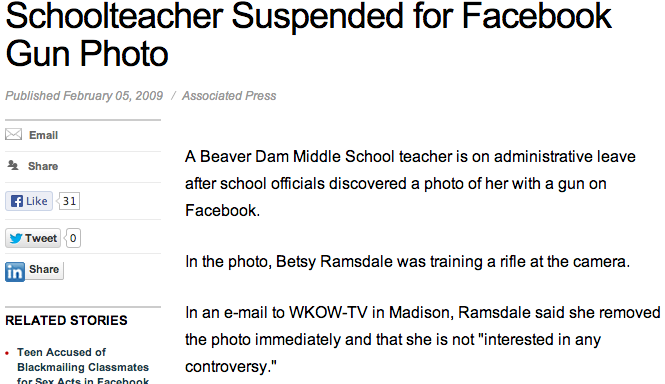 Schoolteacher Suspended for Facebook
Gun Photo
Published February 05, 2009 / Associated Press
Email
Share
Like 31
Tweet 0
in Share
RELATED STORIES
• Teen Accused of
Blackmailing Classmates
for Sex Acts in Facebook
A Beaver Dam Middle School teacher is on administrative leave
after school officials discovered a photo of her with a gun on
Facebook.
In the photo, Betsy Ramsdale was training a rifle at the camera.
In an e-mail to WKOW-TV in Madison, Ramsdale said she removed
the photo immediately and that she is not "interested in any
controversy."